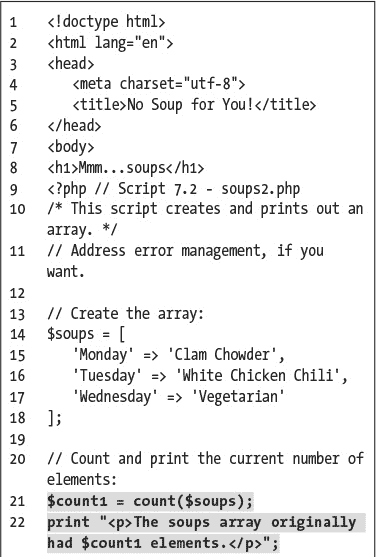 1 <!doctype html>
2 <html lang="en">
3 <head>
4 <meta charset="utf-8">
5 <title>No Soup for You!</title>
6 </head>
7 <body>
8 <h1>Mmm...soups</h1>
9 <?php // Script 7.2 - soups2.php
10 /* This script creates and prints out an
array. */
11 // Address error management, if you
want.
12
13 // Create the array:
14 $soups = [
15 'Monday' => 'Clam Chowder',
16 'Tuesday' => 'White Chicken Chili',
17 'Wednesday' => 'Vegetarian'
18 ];
19
20 // Count and print the current number of
elements:
21 $count1 = count($soups);
22 print "<p>The soups array originally
had $count1 elements.</p>";